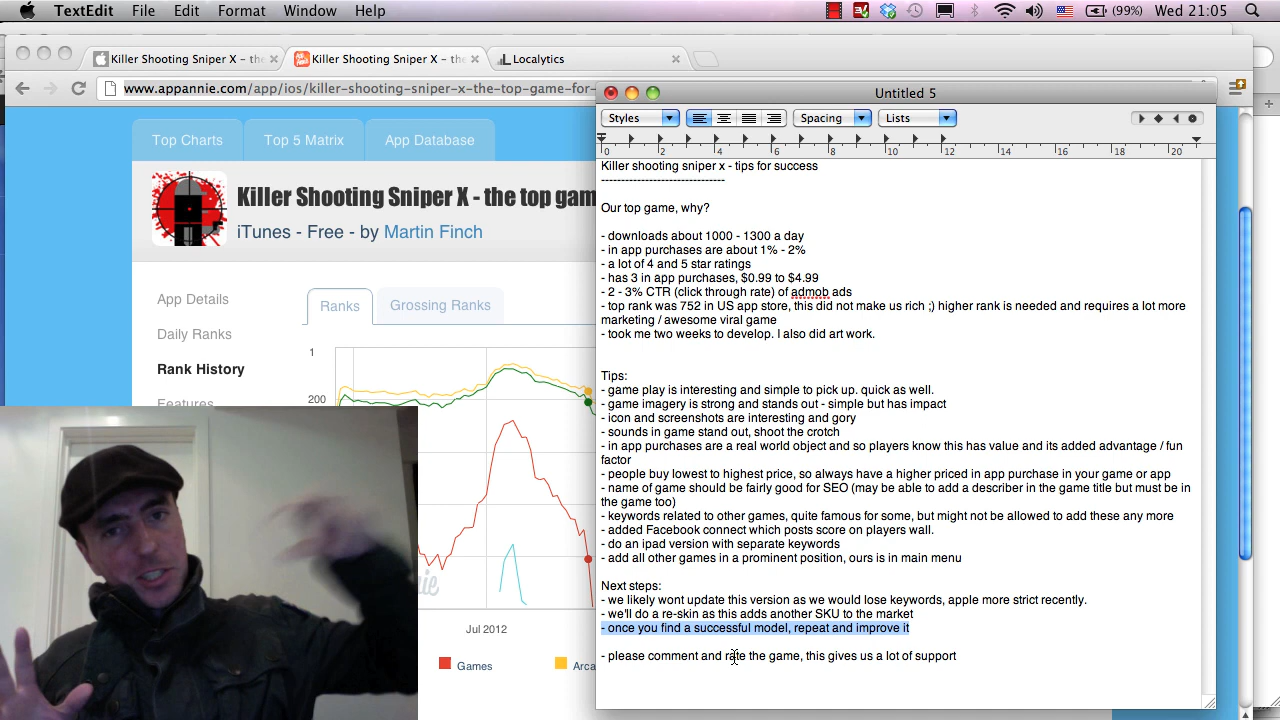 TextEdit File Edit Format Window Help (99%) Wed 21:05
Killer Shooting Sniper X - the
Killer Shooting Sniper X - the
Localytics
www.appannie.com/app/ios/killer-shooting-sniper-x-the-top-game-for-
Untitled 5
Styles Spacing Lists
0 2 4 6 8 10 12 14 16 18 20
Top Charts Top 5 Matrix App Database
Killer Shooting Sniper X - the top gam
iTunes - Free - by Martin Finch
App Details
Daily Ranks
Rank History
Features
Ranks Grossing Ranks
1
200
Jul 2012
Games
Arca
Killer shooting sniper x - tips for success
-------------------------------
Our top game, why?
- downloads about 1000 - 1300 a day
- in app purchases are about 1% - 2%
- a lot of 4 and 5 star ratings
- has 3 in app purchases, $0.99 to $4.99
- 2 - 3% CTR (click through rate) of admob ads
- top rank was 752 in US app store, this did not make us rich ;) higher rank is needed and requires a lot more
marketing / awesome viral game
- took me two weeks to develop. I also did art work.
Tips:
- game play is interesting and simple to pick up. quick as well.
- game imagery is strong and stands out - simple but has impact
- icon and screenshots are interesting and gory
- sounds in game stand out, shoot the crotch
- in app purchases are a real world object and so players know this has value and its added advantage / fun
factor
- people buy lowest to highest price, so always have a higher priced in app purchase in your game or app
- name of game should be fairly good for SEO (may be able to add a describer in the game title but must be in
the game too)
- keywords related to other games, quite famous for some, but might not be allowed to add these any more
- added Facebook connect which posts score on players wall.
- do an ipad version with separate keywords
- add all other games in a prominent position, ours is in main menu
Next steps:
- we likely wont update this version as we would lose keywords, apple more strict recently.
- we'll do a re-skin as this adds another SKU to the market
- once you find a successful model, repeat and improve it
- please comment and rate the game, this gives us a lot of support